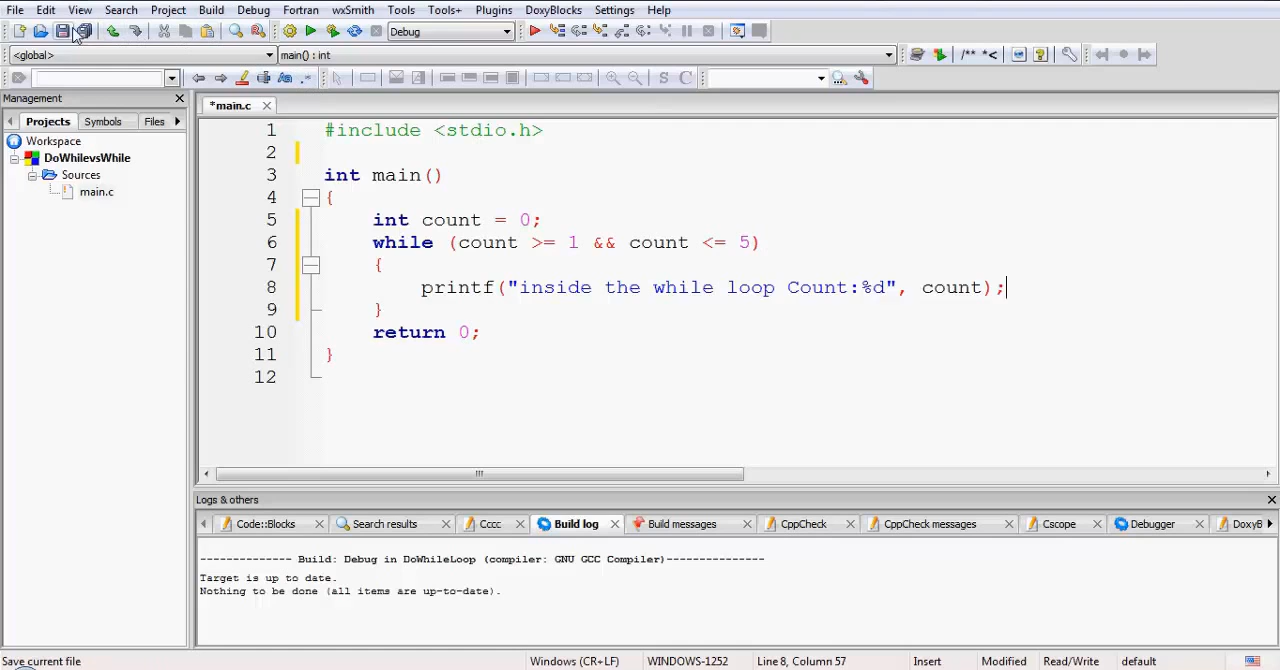 File Edit View Search Project Build Debug Fortran wxSmith Tools Tools+ Plugins DoxyBlocks Settings Help
Debug
<global> main() : int /** *<
S C
Management
Projects Symbols Files
Workspace
DoWhilevsWhile
Sources
main.c
*main.c
1 #include <stdio.h>
2
3 int main()
4 {
5 int count = 0;
6 while (count >= 1 && count <= 5)
7 {
8 printf("inside the while loop Count:%d", count);
9 }
10 return 0;
11 }
12
Logs & others
Code::Blocks Search results Cccc Build log Build messages CppCheck CppCheck messages Cscope Debugger DoxyB
-------------- Build: Debug in DoWhileLoop (compiler: GNU GCC Compiler)---------------
Target is up to date.
Nothing to be done (all items are up-to-date).
Save current file Windows (CR+LF) WINDOWS-1252 Line 8, Column 57 Insert Modified Read/Write default